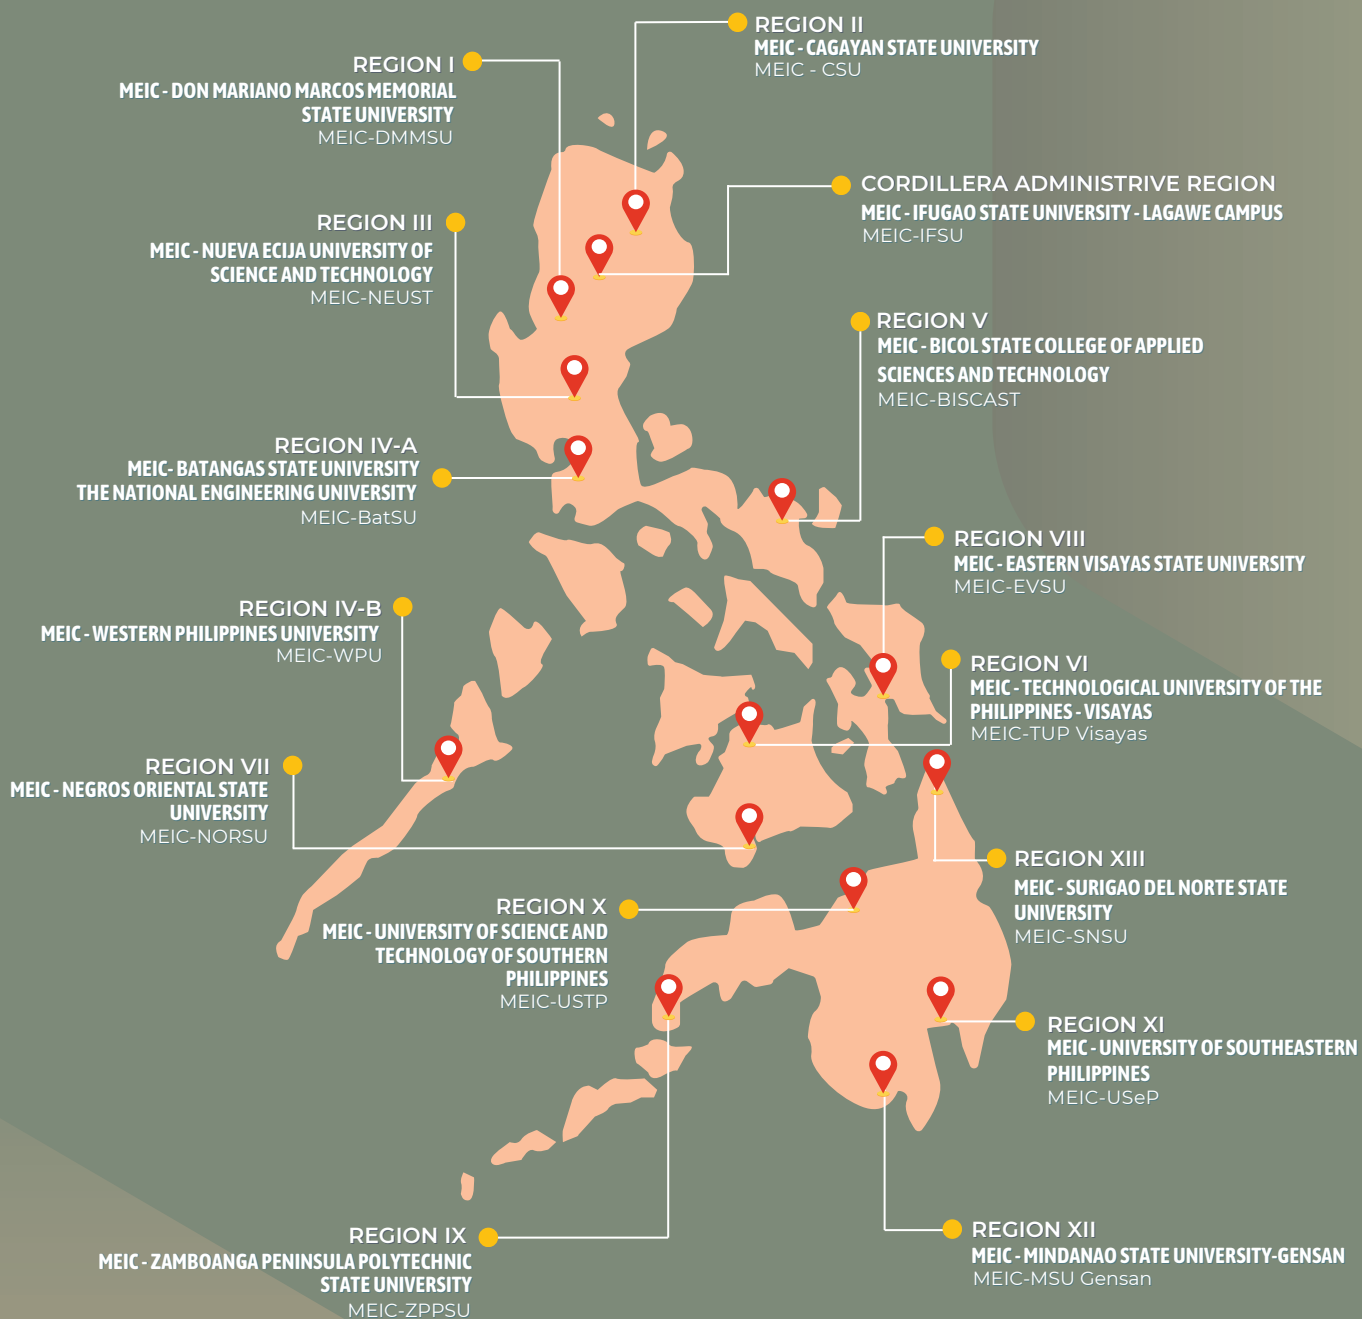 REGION II
MEIC - CAGAYAN STATE UNIVERSITY
MEIC - CSU
REGION I
MEIC - DON MARIANO MARCOS MEMORIAL
STATE UNIVERSITY
MEIC-DMMSU
CORDILLERA ADMINISTRIVE REGION
MEIC - IFUGAO STATE UNIVERSITY - LAGAWE CAMPUS
MEIC-IFSU
REGION III
MEIC - NUEVA ECIJA UNIVERSITY OF
SCIENCE AND TECHNOLOGY
MEIC-NEUST
REGION V
MEIC - BICOL STATE COLLEGE OF APPLIED
SCIENCES AND TECHNOLOGY
MEIC-BISCAST
REGION IV-A
MEIC- BATANGAS STATE UNIVERSITY
THE NATIONAL ENGINEERING UNIVERSITY
MEIC-BatSU
REGION VIII
MEIC - EASTERN VISAYAS STATE UNIVERSITY
MEIC-EVSU
REGION IV-B
MEIC - WESTERN PHILIPPINES UNIVERSITY
MEIC-WPU
REGION VI
MEIC - TECHNOLOGICAL UNIVERSITY OF THE
PHILIPPINES - VISAYAS
MEIC-TUP Visayas
REGION VII
MEIC - NEGROS ORIENTAL STATE
UNIVERSITY
MEIC-NORSU
REGION XIII
MEIC - SURIGAO DEL NORTE STATE
UNIVERSITY
MEIC-SNSU
REGION X
MEIC - UNIVERSITY OF SCIENCE AND
TECHNOLOGY OF SOUTHERN
PHILIPPINES
MEIC-USTP
REGION XI
MEIC - UNIVERSITY OF SOUTHEASTERN
PHILIPPINES
MEIC-USeP
REGION IX
MEIC - ZAMBOANGA PENINSULA POLYTECHNIC
STATE UNIVERSITY
MEIC-ZPPSU
REGION XII
MEIC - MINDANAO STATE UNIVERSITY-GENSAN
MEIC-MSU Gensan